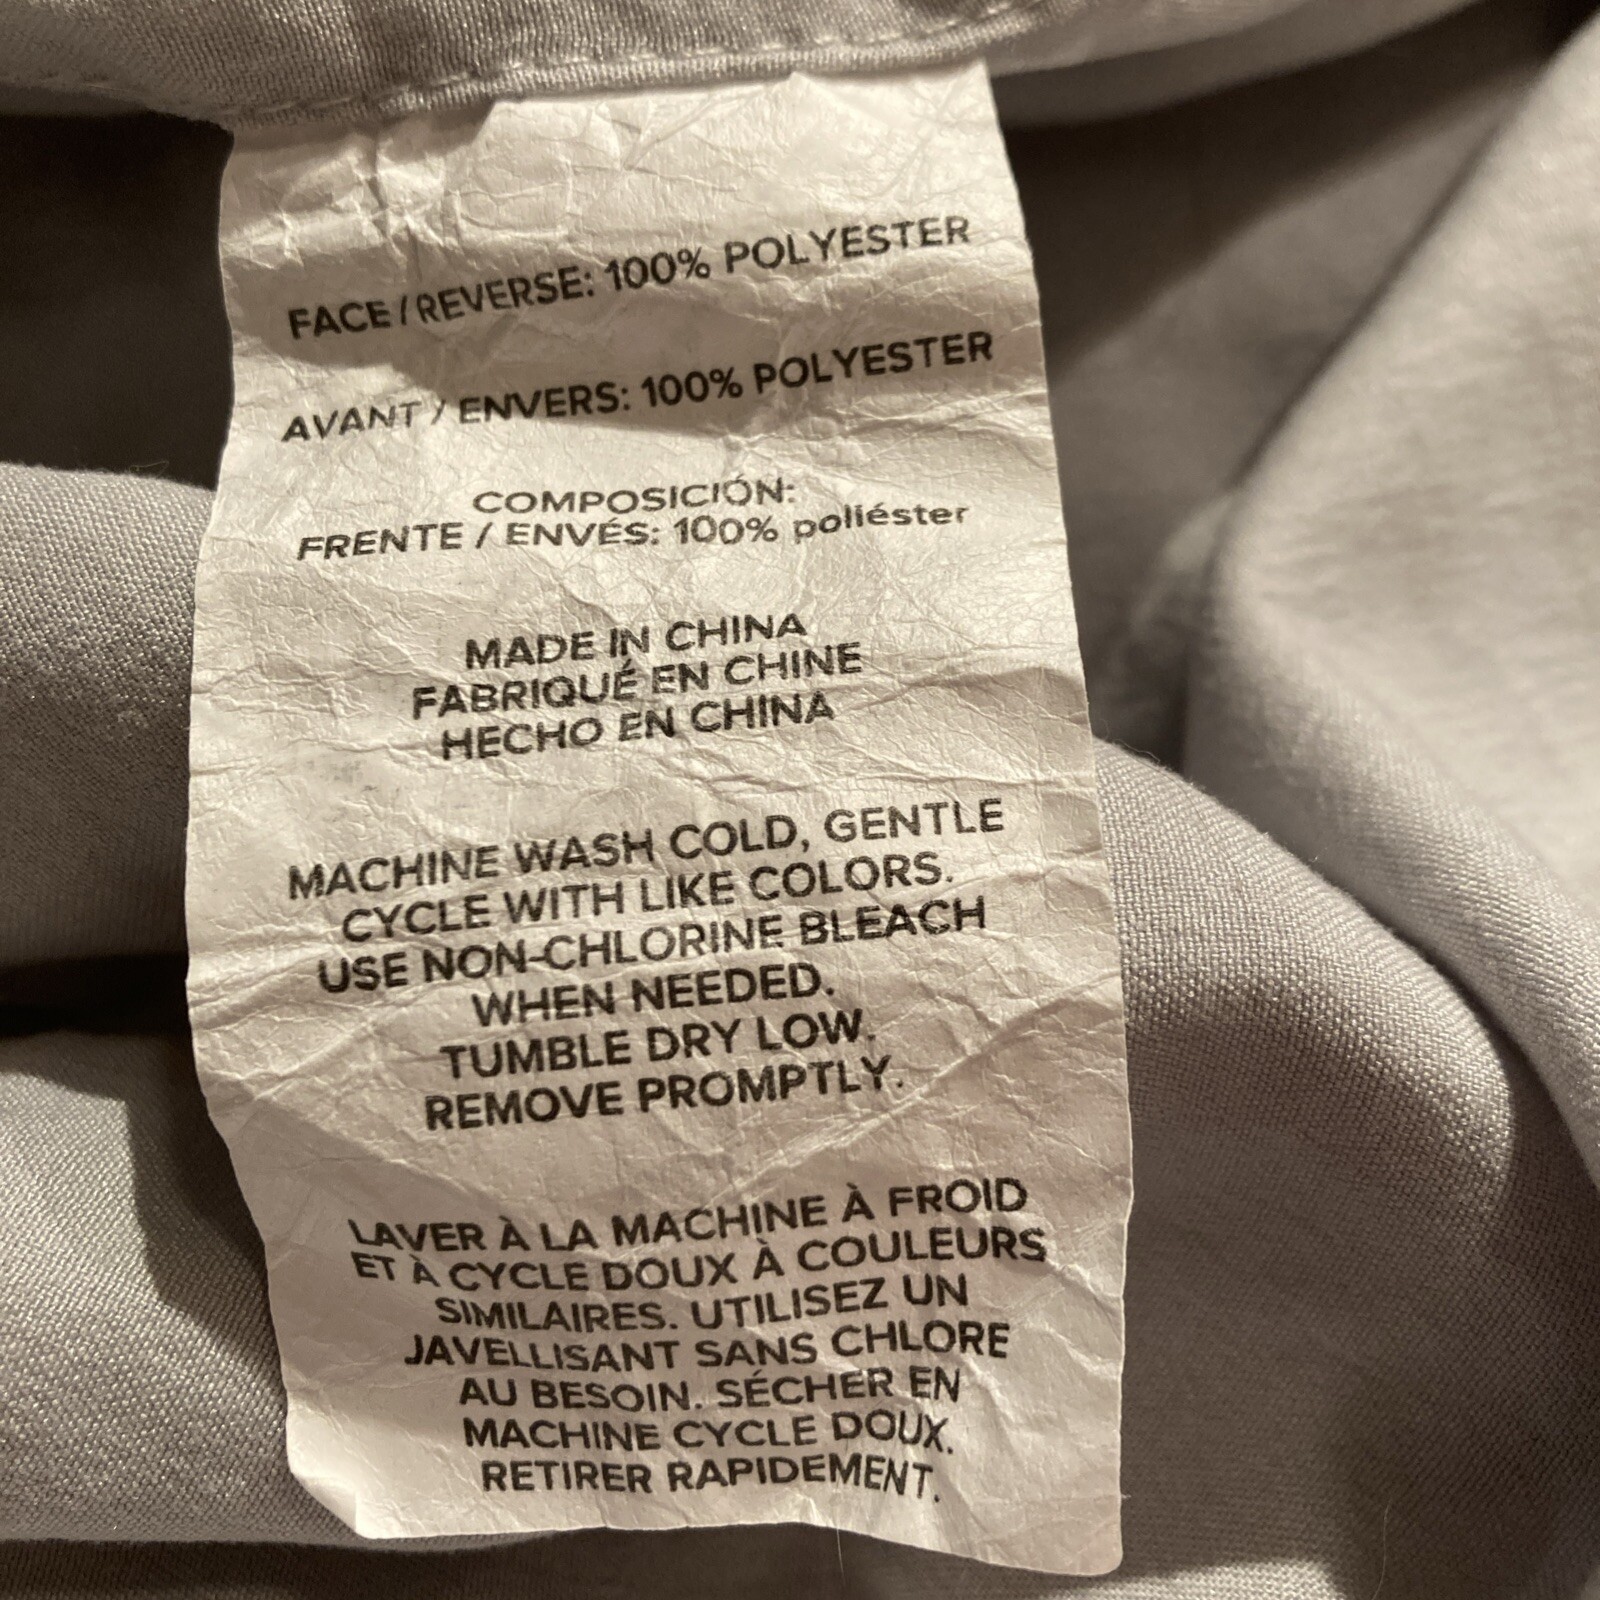 FACE / REVERSE: 100% POLYESTER
AVANT / ENVERS: 100% POLYESTER
COMPOSICIÓN:
FRENTE / ENVÉS: 100% poliéster
MADE IN CHINA
FABRIQUÉ EN CHINE
HECHO EN CHINA
MACHINE WASH COLD, GENTLE
CYCLE WITH LIKE COLORS.
USE NON-CHLORINE BLEACH
WHEN NEEDED.
TUMBLE DRY LOW.
REMOVE PROMPTLY.
LAVER À LA MACHINE À FROID
ET À CYCLE DOUX À COULEURS
SIMILAIRES. UTILISEZ UN
JAVELLISANT SANS CHLORE
AU BESOIN. SÉCHER EN
MACHINE CYCLE DOUX.
RETIRER RAPIDEMENT.